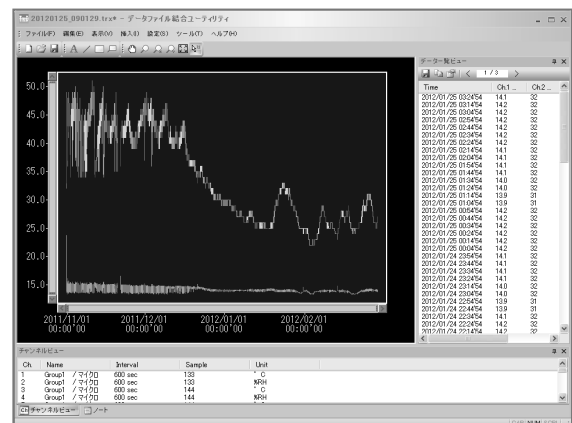 20120125_090129.trx* - データファイル結合ユーティリティ
ファイル(F) 編集(E) 表示(V) 挿入(I) 設定(S) ツール(T) ヘルプ(H)
データ一覧ビュー
1 / 3
Time Ch.1 ... Ch.2 ...
2012/01/25 03:24'54 14.1 32
2012/01/25 03:14'54 14.2 32
2012/01/25 03:04'54 14.2 32
2012/01/25 02:54'54 14.2 32
2012/01/25 02:44'54 14.2 32
2012/01/25 02:34'54 14.2 32
2012/01/25 02:24'54 14.2 32
2012/01/25 02:14'54 14.1 32
2012/01/25 02:04'54 14.1 32
2012/01/25 01:54'54 14.1 32
2012/01/25 01:44'54 14.1 32
2012/01/25 01:34'54 14.0 32
2012/01/25 01:24'54 14.0 32
2012/01/25 01:14'54 13.9 31
2012/01/25 01:04'54 13.9 31
2012/01/25 00:54'54 14.2 32
2012/01/25 00:44'54 14.2 32
2012/01/25 00:34'54 14.2 32
2012/01/25 00:24'54 14.2 32
2012/01/25 00:14'54 14.2 32
2012/01/25 00:04'54 14.2 32
2012/01/24 23:54'54 14.1 32
2012/01/24 23:44'54 14.1 32
2012/01/24 23:34'54 14.1 32
2012/01/24 23:24'54 14.1 32
2012/01/24 23:14'54 14.0 32
2012/01/24 23:04'54 14.0 32
2012/01/24 22:54'54 13.9 31
2012/01/24 22:44'54 13.9 31
2012/01/24 22:34'54 14.1 32
2012/01/24 22:24'54 14.2 32
2012/01/24 22:14'54 14.2 32
50.0
45.0
40.0
35.0
30.0
25.0
20.0
15.0
2011/11/01 2011/12/01 2012/01/01 2012/02/01
00:00'00 00:00'00 00:00'00 00:00'00
チャンネルビュー
Ch. Name Interval Sample Unit
1 Group1 / マイクロ 600 sec 133 ° C
2 Group1 / マイクロ 600 sec 133 %RH
3 Group1 / マイクロ 600 sec 144 ° C
4 Group1 / マイクロ 600 sec 144 %RH
Ch チャンネルビュー ノート